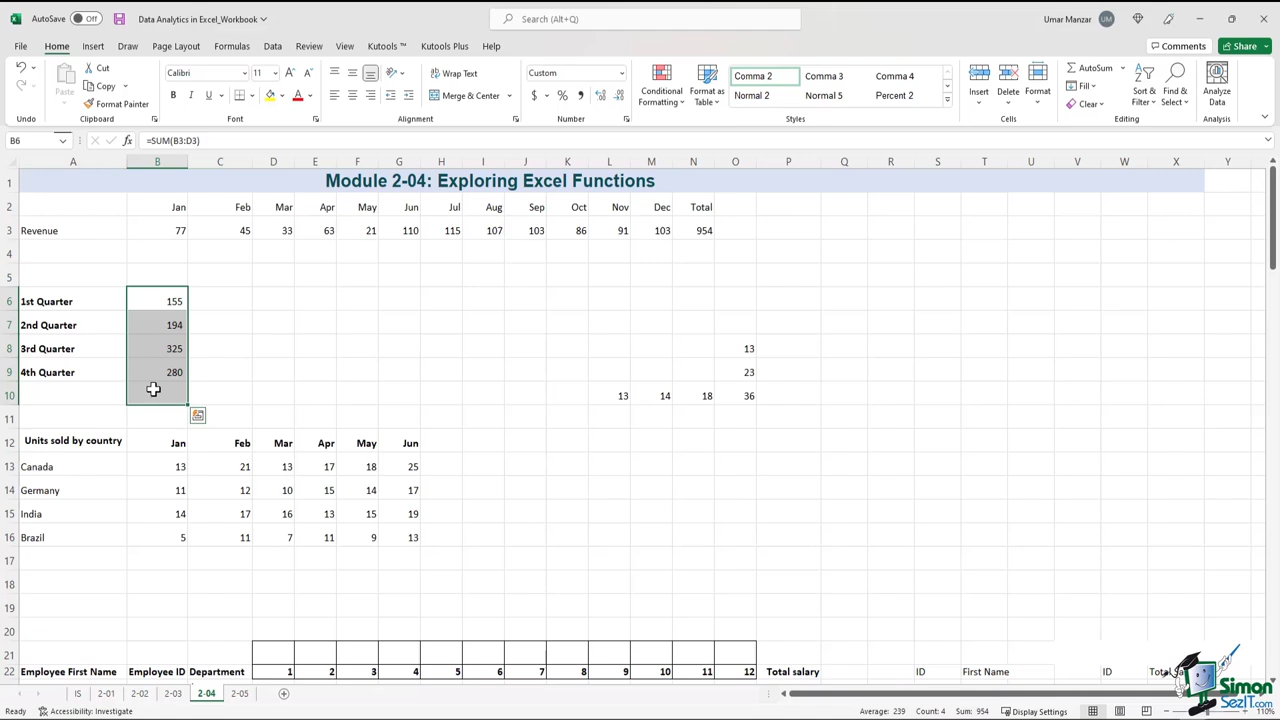 AutoSave Off Data Analytics in Excel_Workbook Search (Alt+Q) Umar Manzar UM
File Home Insert Draw Page Layout Formulas Data Review View Kutools ™ Kutools Plus Help Comments Share
Cut Calibri 11 Wrap Text Custom Comma 2 Comma 3 Comma 4 AutoSum
Paste Copy Conditional Formatting Format as Table Insert Delete Format Fill Sort & Filter Find & Select Analyze Data
Format Painter B I U Merge & Center $ % Normal 2 Normal 5 Percent 2 Clear
Undo Clipboard Font Alignment Number Styles Cells Editing Analysis
B6 fx =SUM(B3:D3)
A B C D E F G H I J K L M N O P Q R S T U V W X Y
1 Module 2-04: Exploring Excel Functions
2 Jan Feb Mar Apr May Jun Jul Aug Sep Oct Nov Dec Total
3 Revenue 77 45 33 63 21 110 115 107 103 86 91 103 954
4
5
6 1st Quarter 155
7 2nd Quarter 194
8 3rd Quarter 325 13
9 4th Quarter 280 23
10 13 14 18 36
11
12 Units sold by country Jan Feb Mar Apr May Jun
13 Canada 13 21 13 17 18 25
14 Germany 11 12 10 15 14 17
15 India 14 17 16 13 15 19
16 Brazil 5 11 7 11 9 13
17
18
19
20
21
22 Employee First Name Employee ID Department 1 2 3 4 5 6 7 8 9 10 11 12 Total salary ID First Name ID
IS 2-01 2-02 2-03 2-04 2-05
Simon
SezIT.com
Ready Accessibility: Investigate Average: 239 Count: 4 Sum: 954 Display Settings 110%